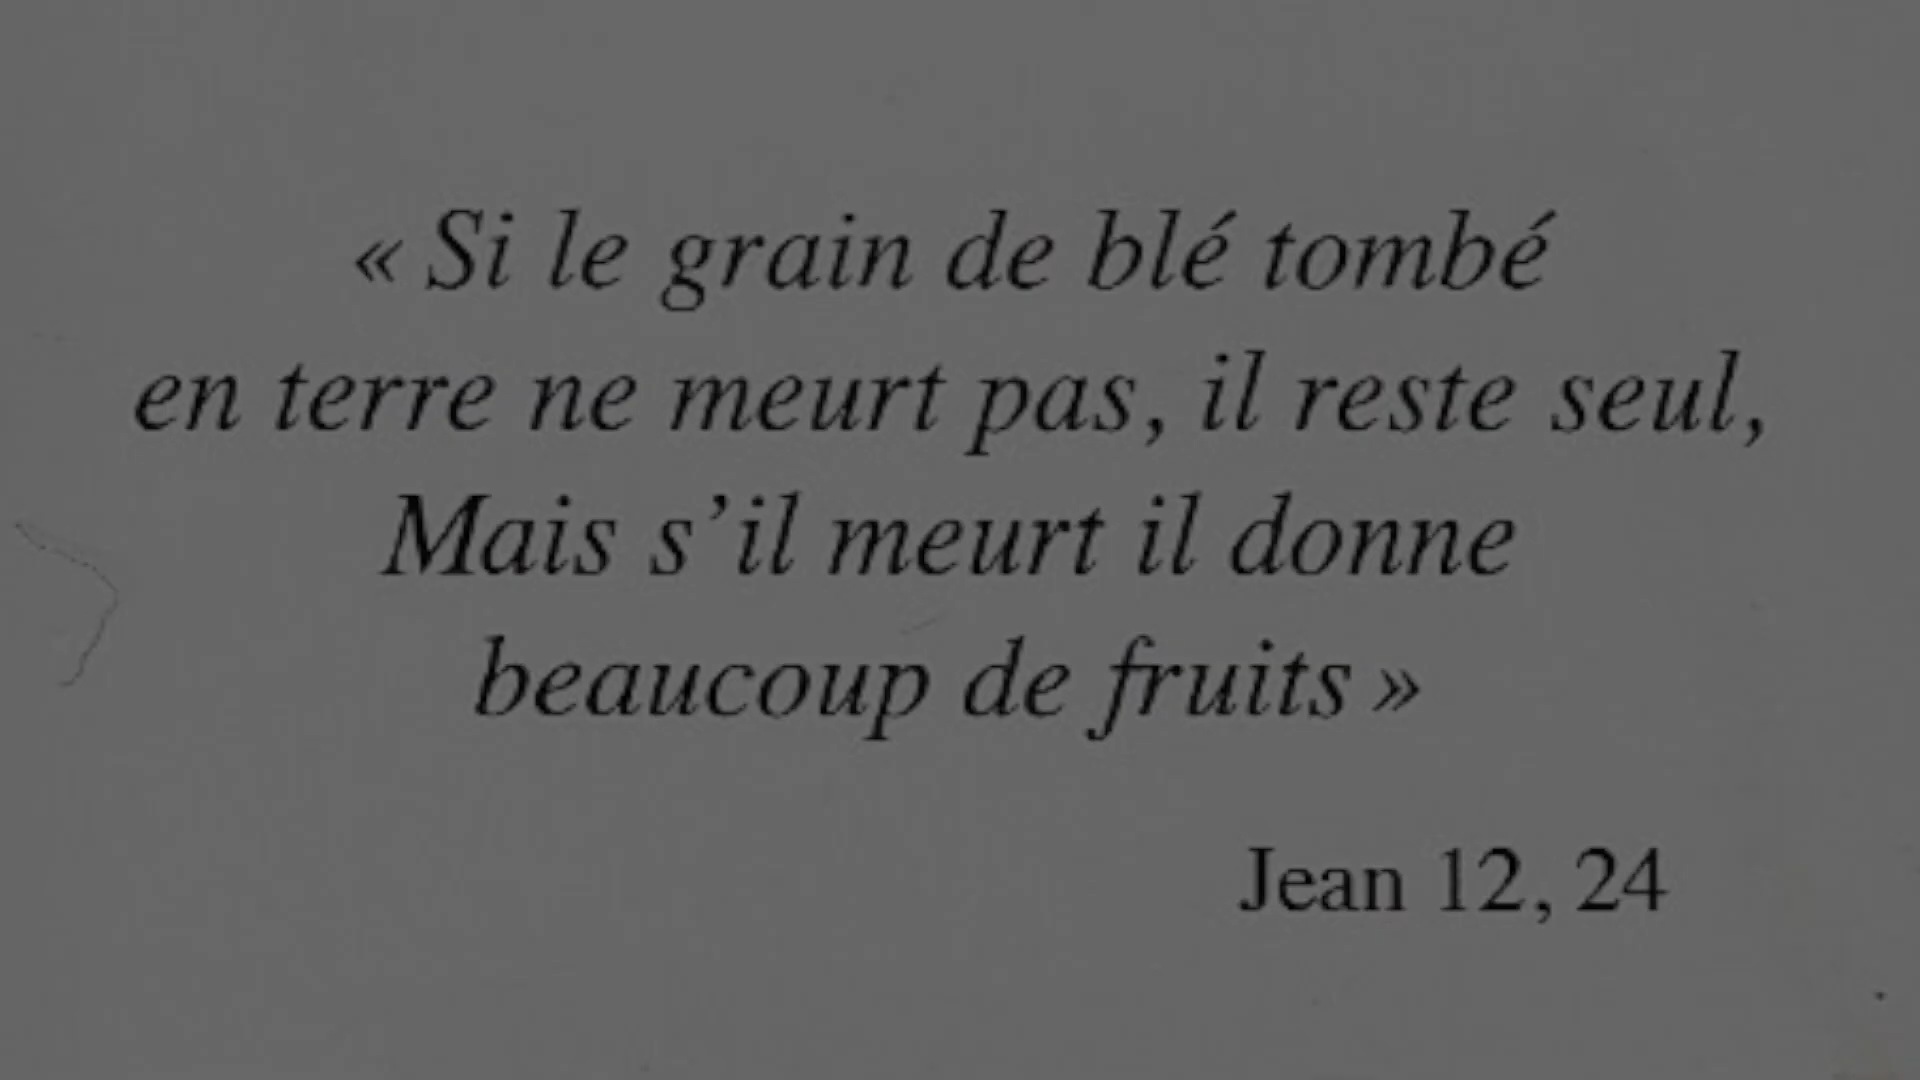 « Si le grain de blé tombé
en terre ne meurt pas, il reste seul,
Mais s’il meurt il donne
beaucoup de fruits »
Jean 12, 24